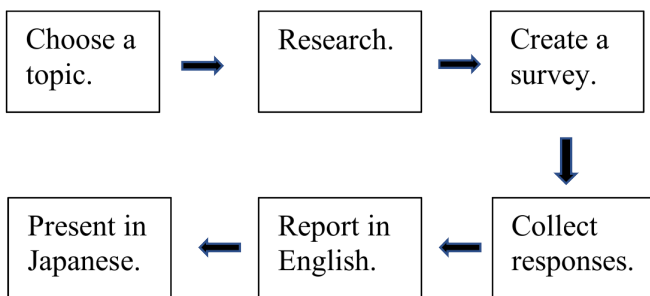 Choose a
topic.
Research.
Create a
survey.
Collect
responses.
Report in
English.
Present in
Japanese.